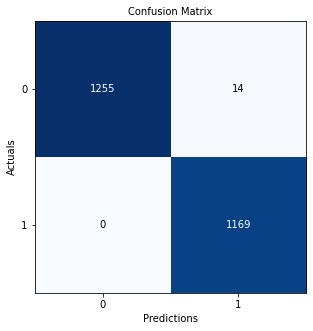 Confusion Matrix
Actuals
0
1255
14
1
0
1169
0
1
Predictions